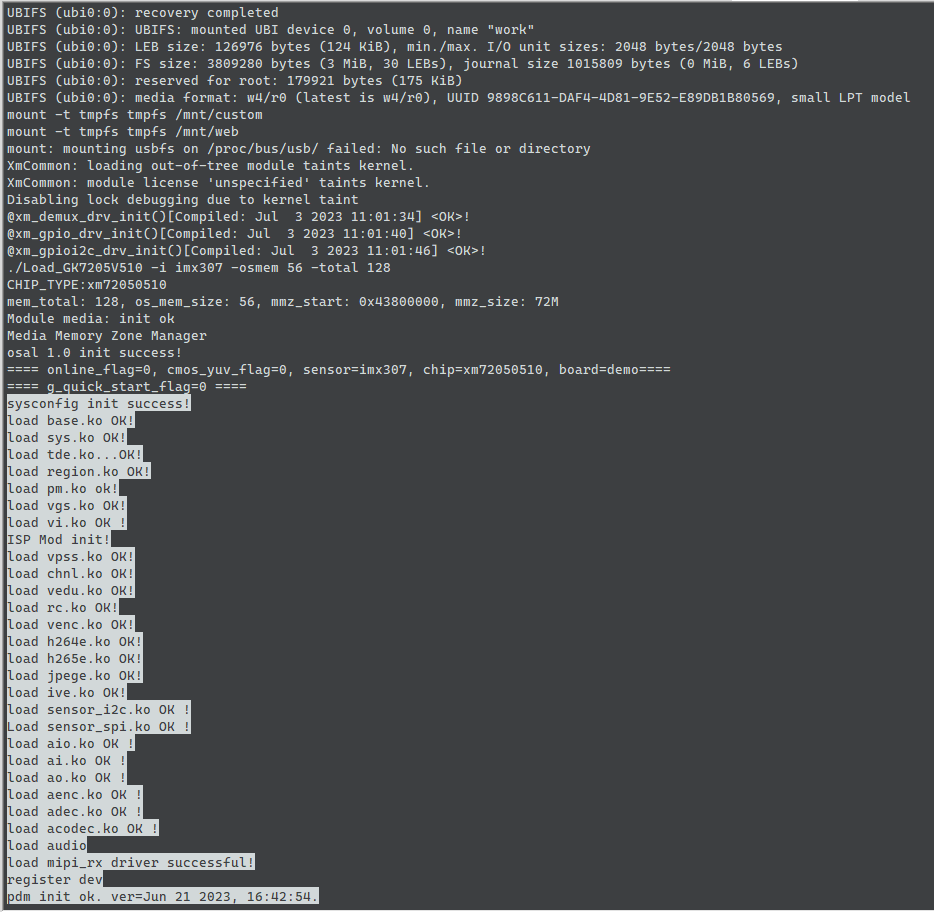 UBIFS (ubi0:0): recovery completed
UBIFS (ubi0:0): UBIFS: mounted UBI device 0, volume 0, name "work"
UBIFS (ubi0:0): LEB size: 126976 bytes (124 KiB), min./max. I/O unit sizes: 2048 bytes/2048 bytes
UBIFS (ubi0:0): FS size: 3809280 bytes (3 MiB, 30 LEBs), journal size 1015809 bytes (0 MiB, 6 LEBs)
UBIFS (ubi0:0): reserved for root: 179921 bytes (175 KiB)
UBIFS (ubi0:0): media format: w4/r0 (latest is w4/r0), UUID 9898C611-DAF4-4D81-9E52-E89DB1B80569, small LPT model
mount -t tmpfs tmpfs /mnt/custom
mount -t tmpfs tmpfs /mnt/web
mount: mounting usbfs on /proc/bus/usb/ failed: No such file or directory
XmCommon: loading out-of-tree module taints kernel.
XmCommon: module license 'unspecified' taints kernel.
Disabling lock debugging due to kernel taint
@xm_demux_drv_init()[Compiled: Jul  3 2023 11:01:34] <OK>!
@xm_gpio_drv_init()[Compiled: Jul  3 2023 11:01:40] <OK>!
@xm_gpioi2c_drv_init()[Compiled: Jul  3 2023 11:01:46] <OK>!
./Load_GK7205V510 -i imx307 -osmem 56 -total 128
CHIP_TYPE:xm72050510
mem_total: 128, os_mem_size: 56, mmz_start: 0x43800000, mmz_size: 72M
Module media: init ok
Media Memory Zone Manager
osal 1.0 init success!
==== online_flag=0, cmos_yuv_flag=0, sensor=imx307, chip=xm72050510, board=demo====
==== g_quick_start_flag=0 ====
sysconfig init success!
load base.ko OK!
load sys.ko OK!
load tde.ko...OK!
load region.ko OK!
load pm.ko ok!
load vgs.ko OK!
load vi.ko OK !
ISP Mod init!
load vpss.ko OK!
load chnl.ko OK!
load vedu.ko OK!
load rc.ko OK!
load venc.ko OK!
load h264e.ko OK!
load h265e.ko OK!
load jpege.ko OK!
load ive.ko OK!
load sensor_i2c.ko OK !
Load sensor_spi.ko OK !
load aio.ko OK !
load ai.ko OK !
load ao.ko OK !
load aenc.ko OK !
load adec.ko OK !
load acodec.ko OK !
load audio
load mipi_rx driver successful!
register dev
pdm init ok. ver=Jun 21 2023, 16:42:54.